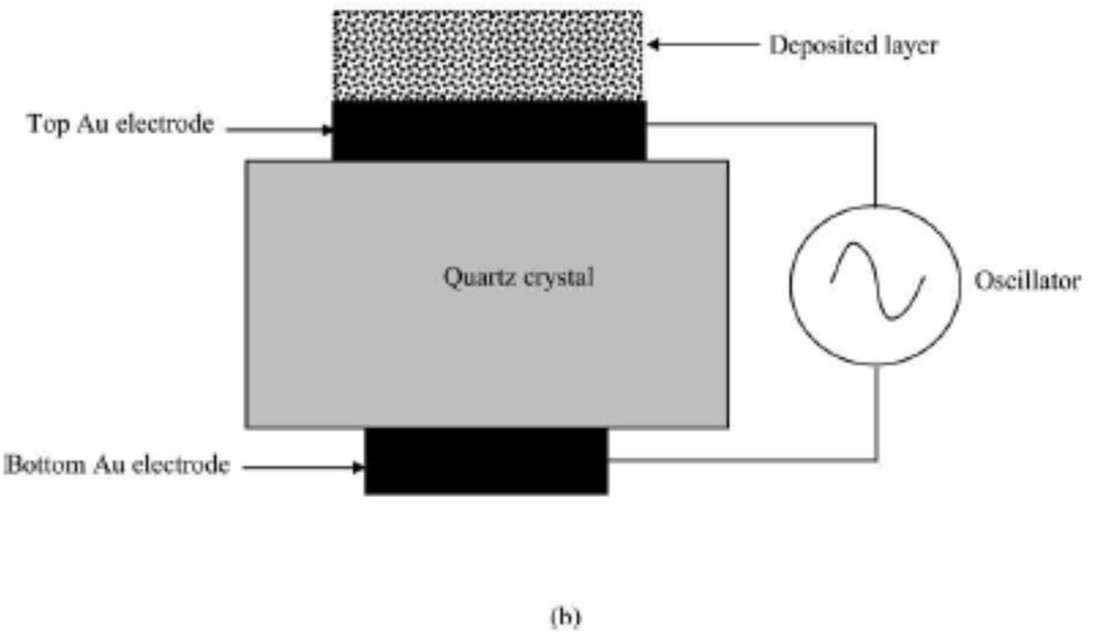 Deposited layer
Top Au electrode
Quartz crystal
Oscillator
Bottom Au electrode
(b)